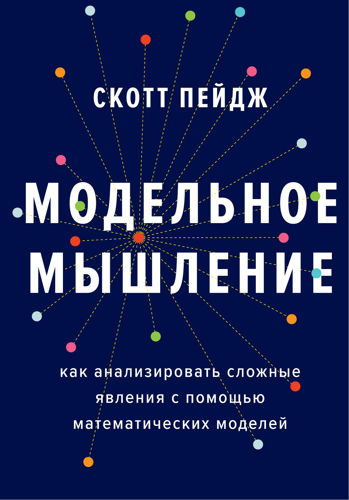 СКОТТ ПЕЙДЖ
МОДЕЛЬНОЕ
МЫШЛЕНИЕ
как анализировать сложные
явления с помощью
математических моделей